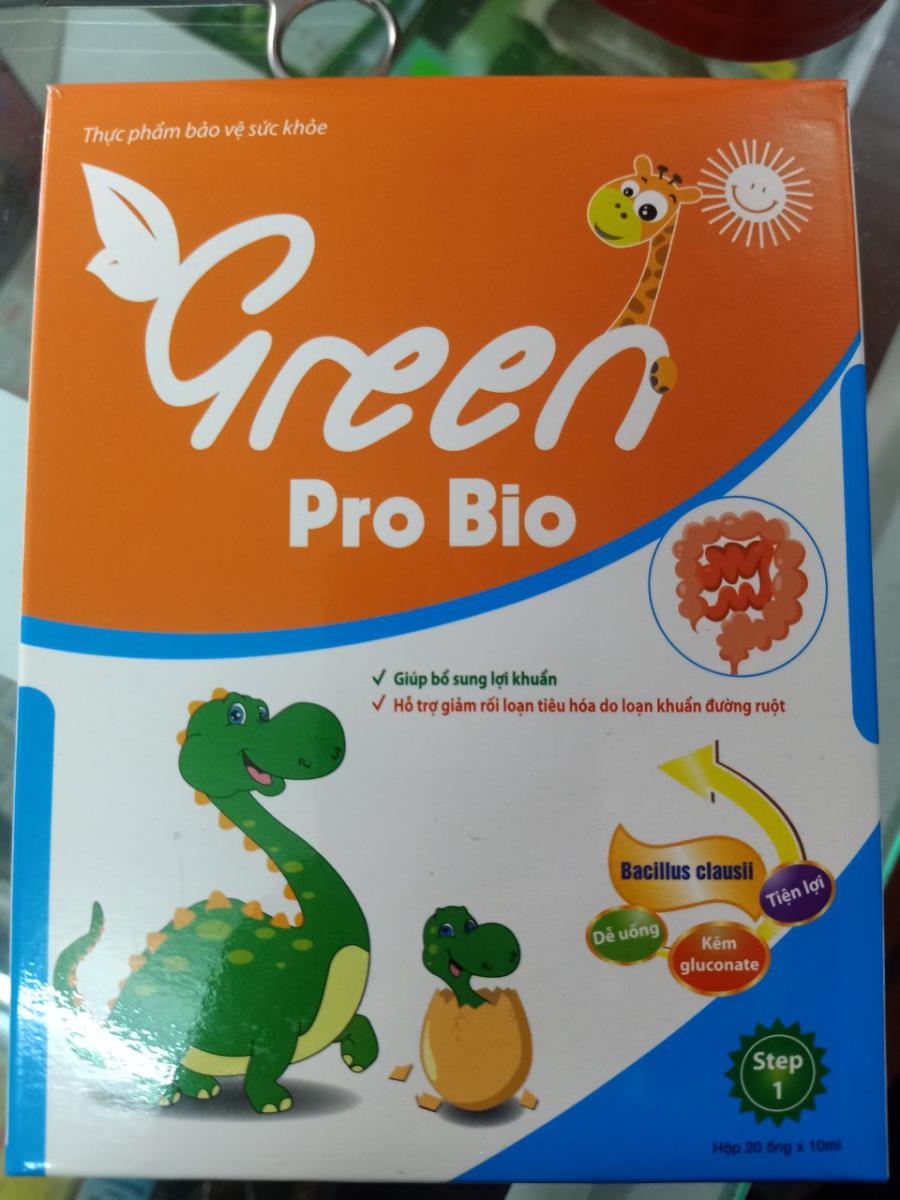 Thực phẩm bảo vệ sức khỏe
Green
Pro Bio
✓ Giúp bổ sung lợi khuẩn
✓ Hỗ trợ giảm rối loạn tiêu hóa do loạn khuẩn đường ruột
Bacillus clausii
Tiện lợi
Dễ uống
Kẽm
gluconate
Step
1
Hộp 20 ống x 10ml